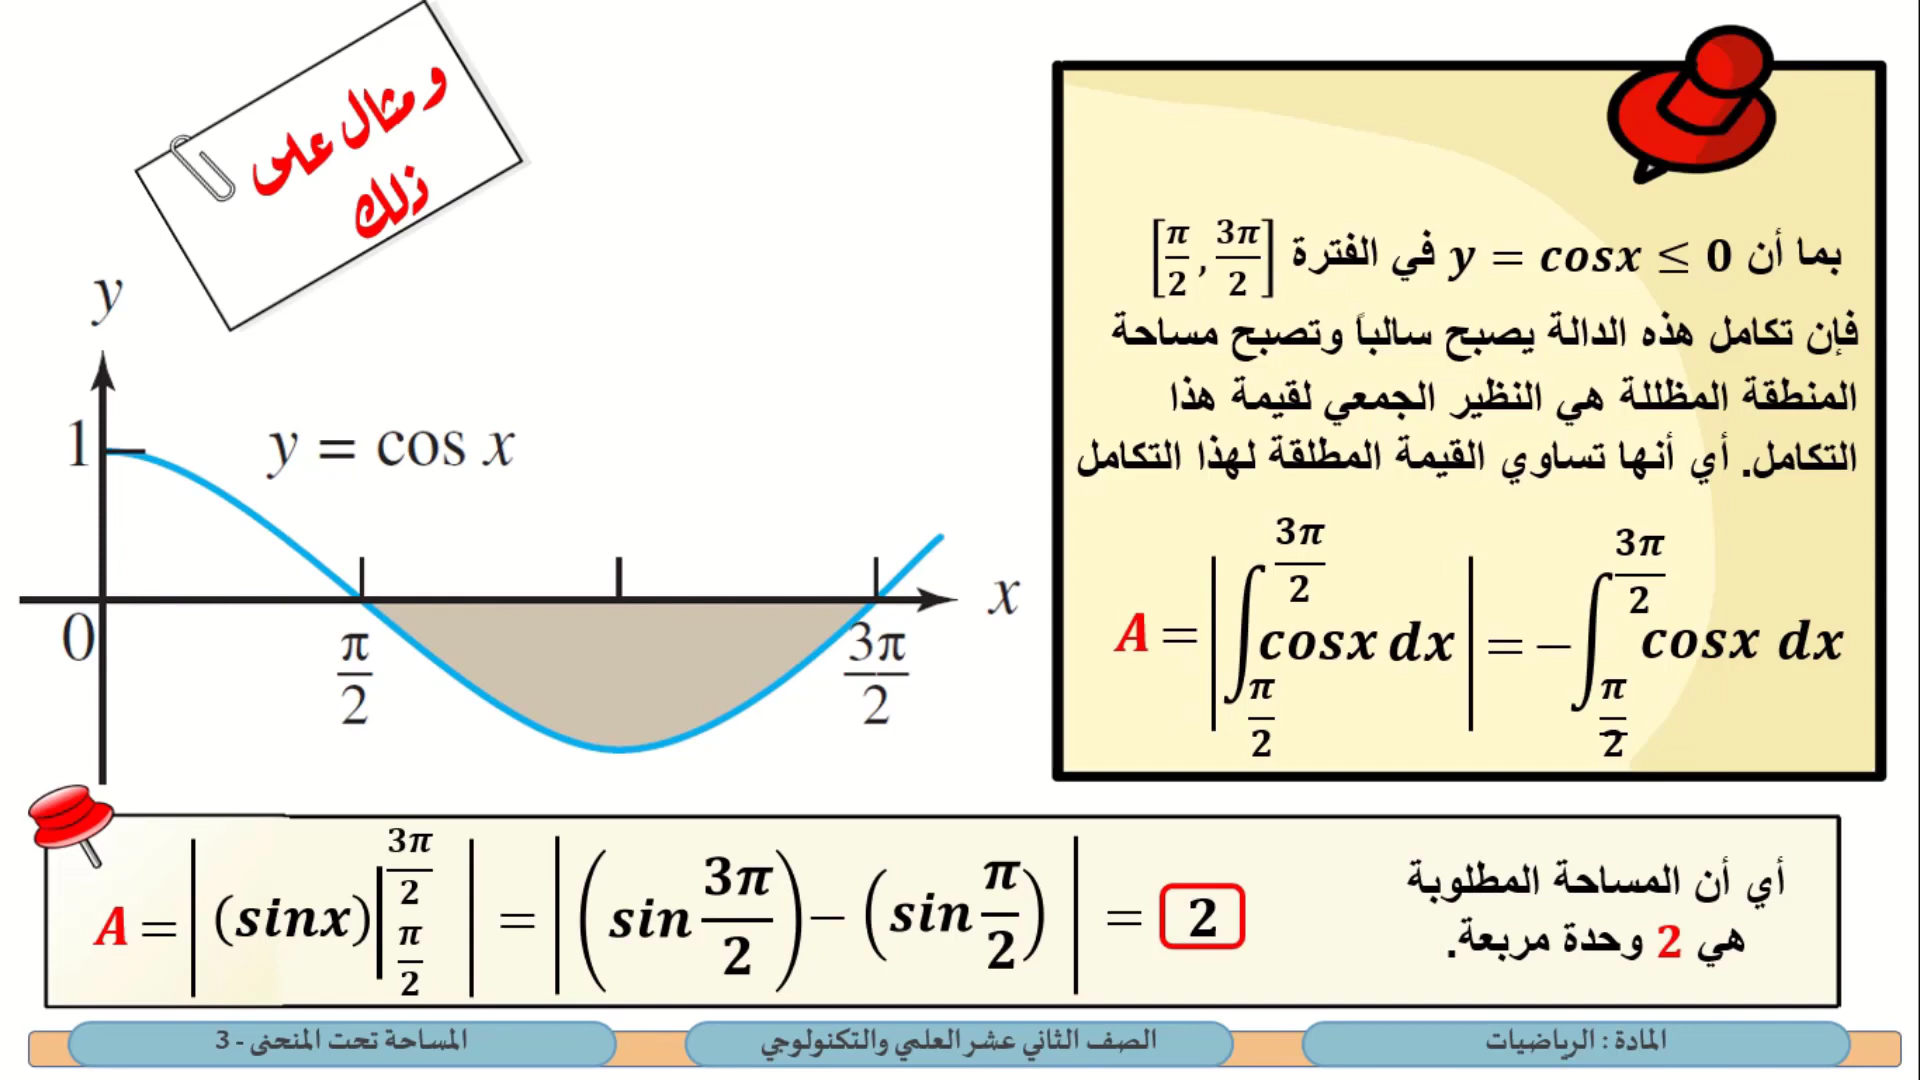 ومثال على
ذلك
بما أن y = cosx ≤ 0 في الفترة [π/2 , 3π/2]
فإن تكامل هذه الدالة يصبح سالباً وتصبح مساحة
المنطقة المظللة هي النظير الجمعي لقيمة هذا
التكامل. أي أنها تساوي القيمة المطلقة لهذا التكامل
A = |∫_{π/2}^{3π/2} cosx dx| = −∫_{π/2}^{3π/2} cosx dx
y
1
y = cos x
x
0
π/2
3π/2
A = |(sinx)|_{π/2}^{3π/2}| = |(sin 3π/2) − (sin π/2)| = 2
أي أن المساحة المطلوبة
هي 2 وحدة مربعة.
المادة : الرياضيات
الصف الثاني عشر العلمي والتكنولوجي
المساحة تحت المنحنى - 3